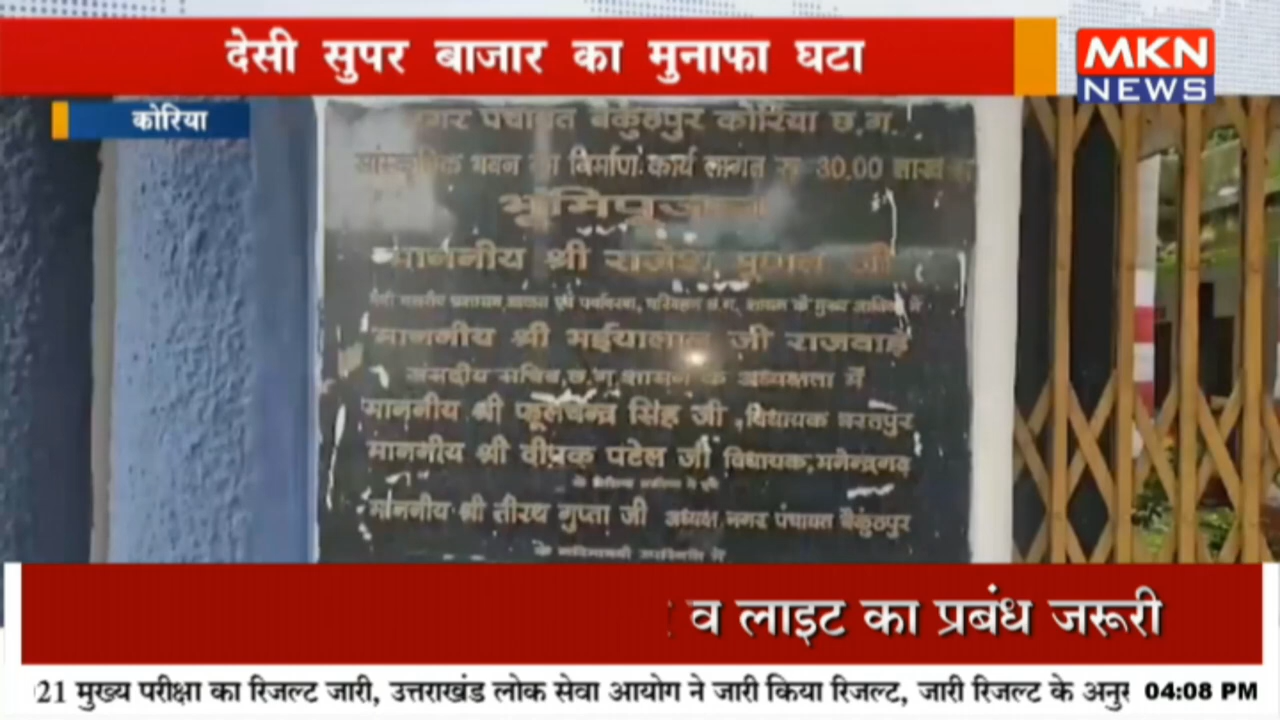 देसी सुपर बाजार का मुनाफा घटा
MKN
NEWS
कोरिया
नगर पंचायत बैकुंठपुर कोरिया छ.ग.
सांस्कृतिक भवन का निर्माण कार्य लागत रु 30.00 लाख का
भूमिपूजन
माननीय श्री राजेश मूणत जी
माननीय श्री भईयालाल जी राजवाड़े
संसदीय सचिव,छ.ग.शासन के अध्यक्षता में
माननीय श्री फूलचन्द्र सिंह जी ,विधायक भरतपुर
माननीय श्री दीपक पटेल जी विधायक,मनेन्द्रगढ़
माननीय श्री तीरथ गुप्ता जी अध्यक्ष,नगर पंचायत बैकुंठपुर
व लाइट का प्रबंध जरूरी
21 मुख्य परीक्षा का रिजल्ट जारी, उत्तराखंड लोक सेवा आयोग ने जारी किया रिजल्ट, जारी रिजल्ट के 04:08 PM